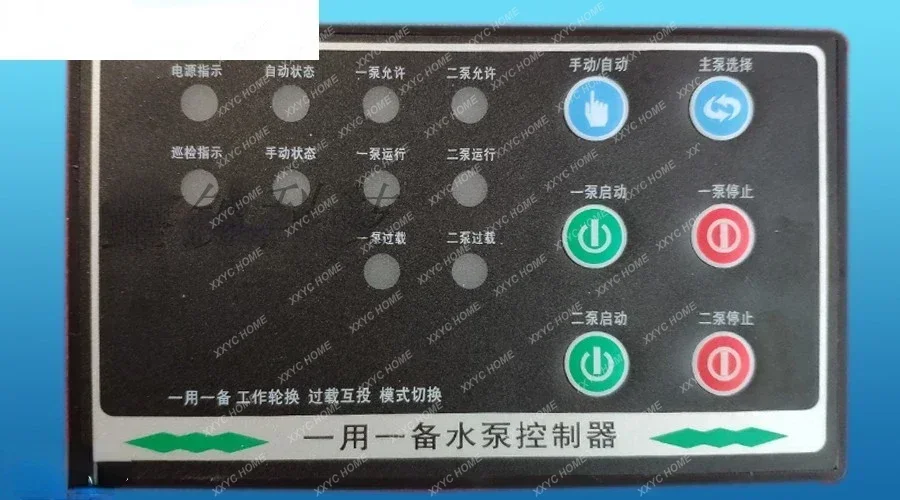 电源指示 自动状态 一泵允许 二泵允许 手动/自动 主泵选择
巡检指示 手动状态 一泵运行 二泵运行
一泵启动 一泵停止
一泵过载 二泵过载
二泵启动 二泵停止
一用一备 工作轮换 过载互投 模式切换
一用一备水泵控制器
XXYC HOME